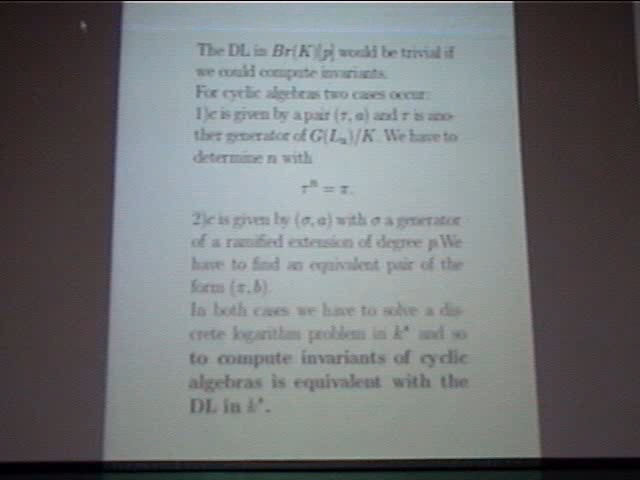 The DL in Br(K)[p] would be trivial if
we could compute invariants.
For cyclic algebras two cases occur:
1)c is given by a pair (τ, a) and τ is ano-
ther generator of G(Lₙ)/K. We have to
determine n with
τⁿ = π.
2)c is given by (σ, a) with σ a generator
of a ramified extension of degree p.We
have to find an equivalent pair of the
form (π, b).
In both cases we have to solve a dis-
crete logarithm problem in k* and so
to compute invariants of cyclic
algebras is equivalent with the
DL in k*.